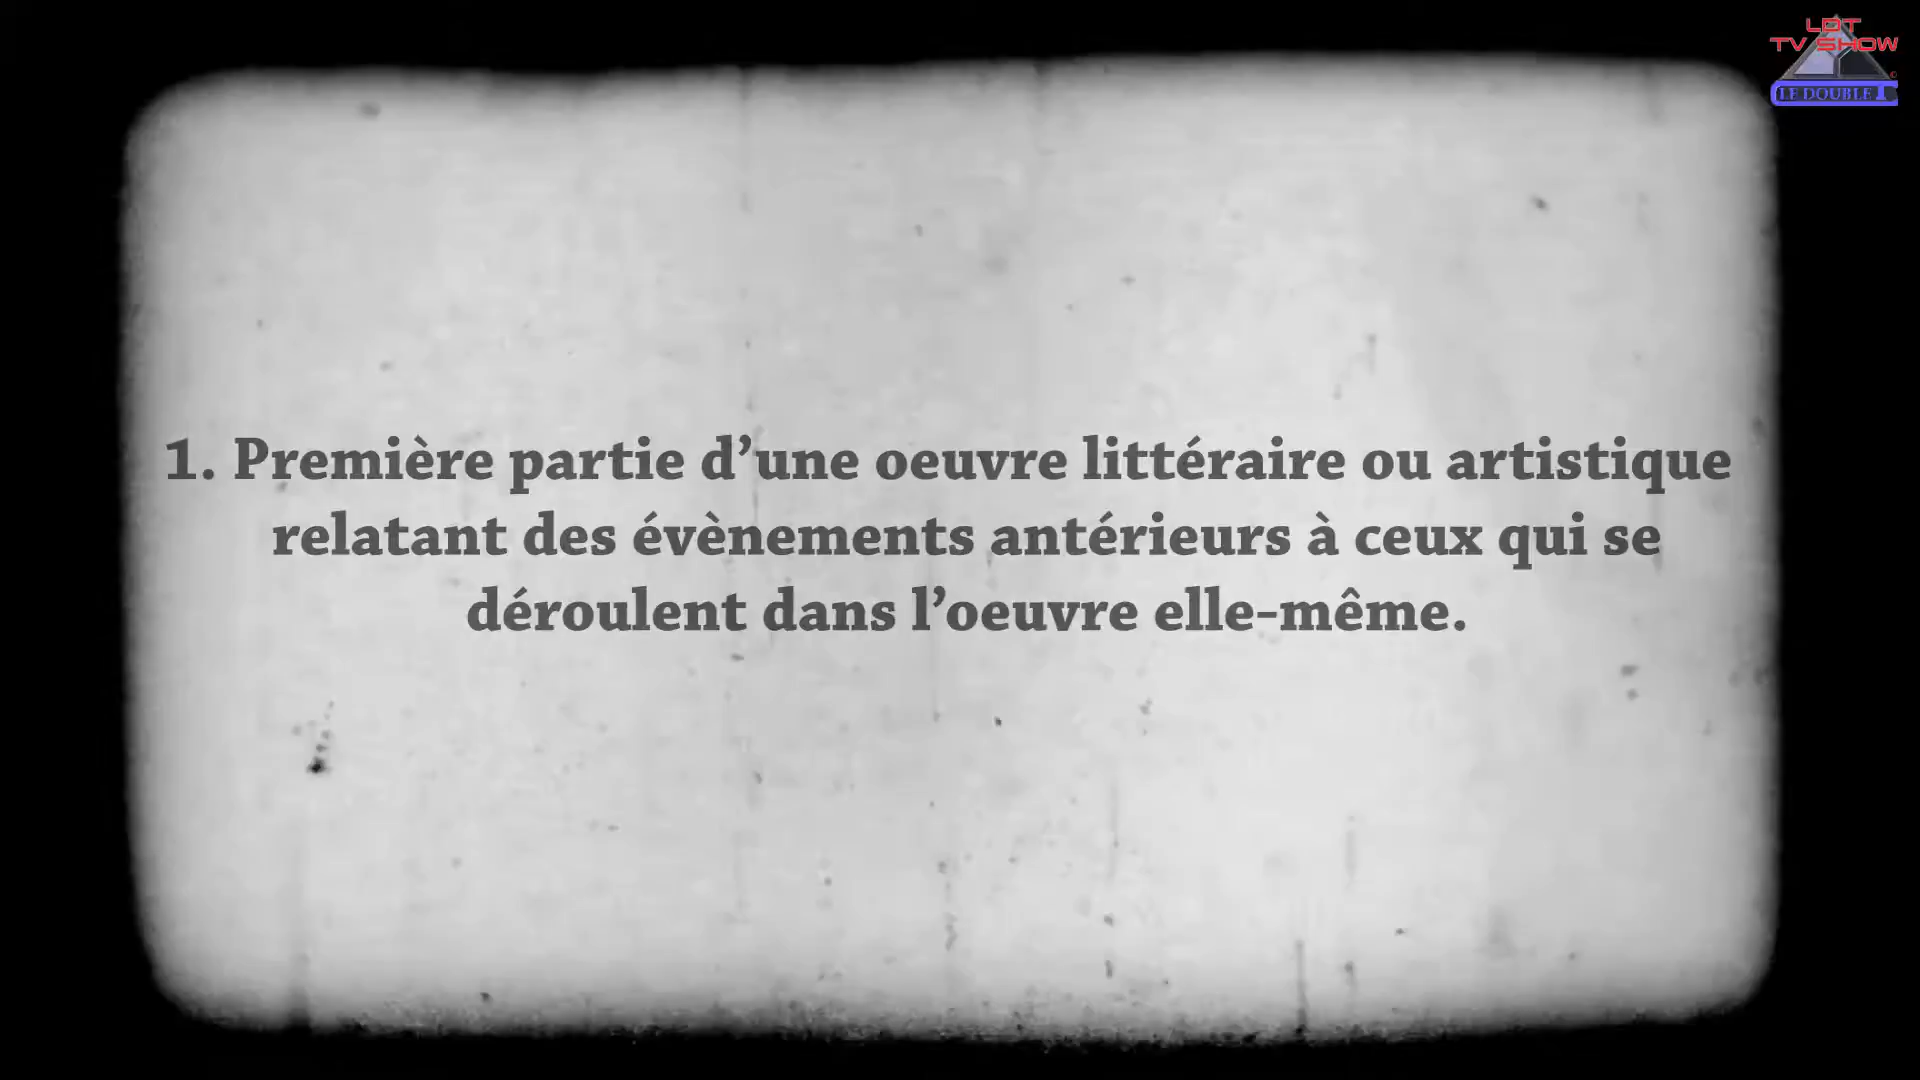 LDT
TV SHOW
LE DOUBLE T
1. Première partie d’une oeuvre littéraire ou artistique
relatant des évènements antérieurs à ceux qui se
déroulent dans l’oeuvre elle-même.